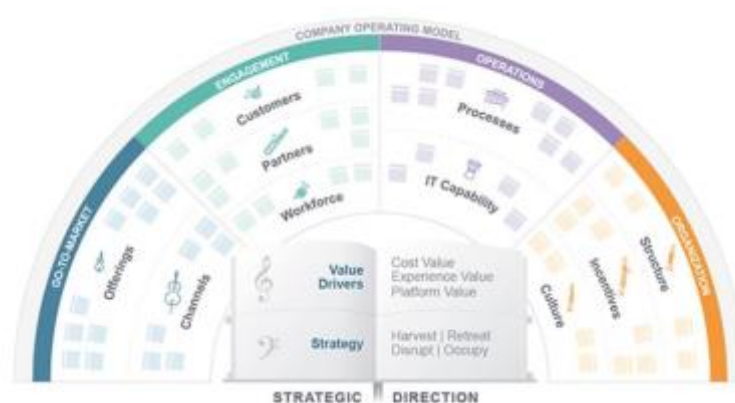 COMPANY OPERATING MODEL
ENGAGEMENT
OPERATIONS
GO-TO-MARKET
ORGANIZATION
Customers
Partners
Workforce
Processes
IT Capability
Offerings
Channels
Structure
Incentives
Culture
Value
Drivers
Cost Value
Experience Value
Platform Value
Strategy
Harvest | Retreat
Disrupt | Occupy
STRATEGIC DIRECTION